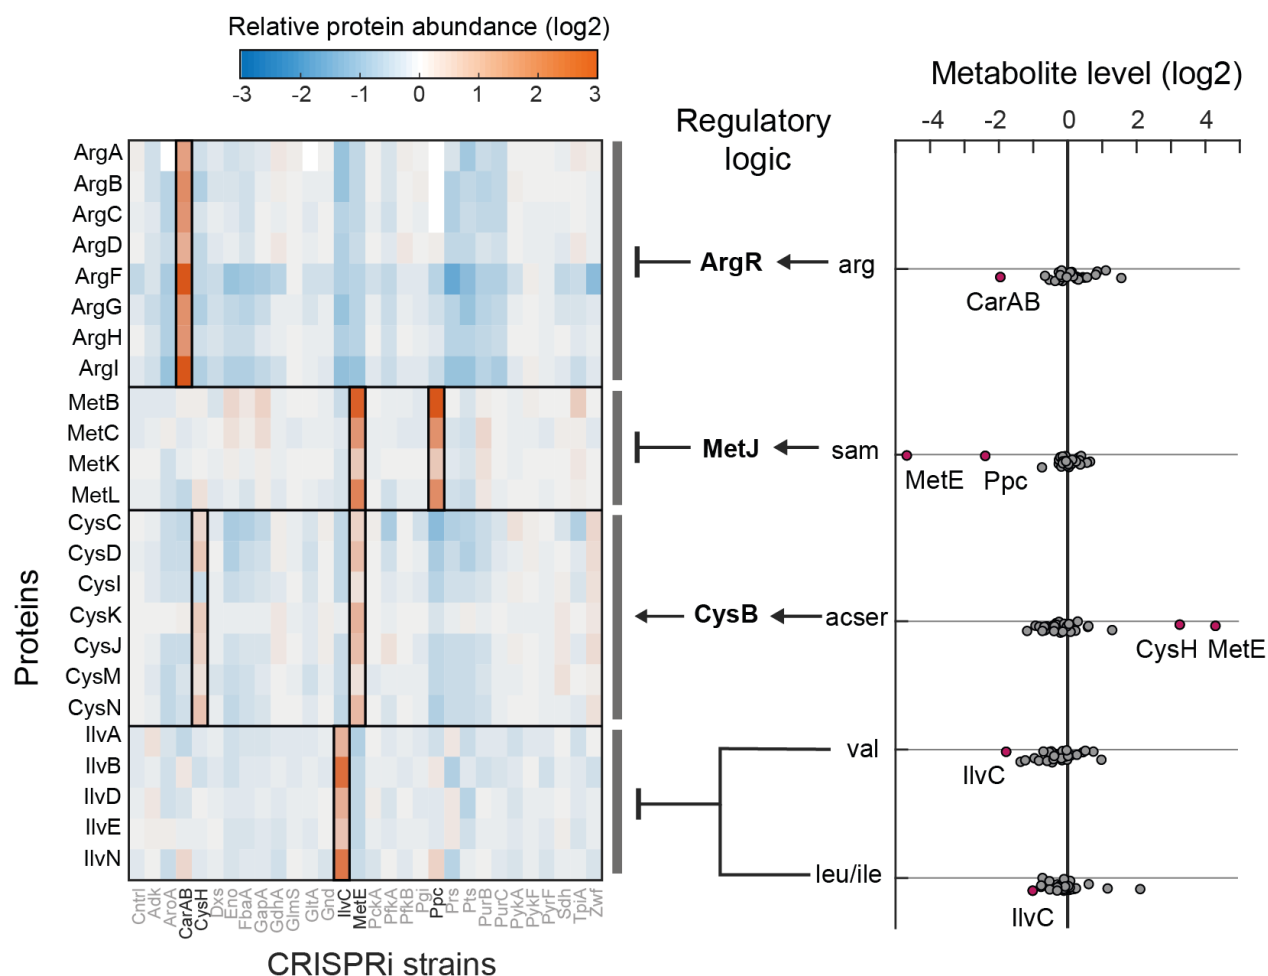 Relative protein abundance (log2)
-3 -2 -1 0 1 2 3
Metabolite level (log2)
-4 -2 0 2 4
Regulatory
logic
Proteins
ArgA
ArgB
ArgC
ArgD
ArgF
ArgG
ArgH
ArgI
MetB
MetC
MetK
MetL
CysC
CysD
CysI
CysK
CysJ
CysM
CysN
IlvA
IlvB
IlvD
IlvE
IlvN
ArgR arg
CarAB
MetJ sam
MetE Ppc
CysB acser
CysH MetE
val
IlvC
leu/ile
IlvC
Cntrl
Adk
AroA
CarAB
CysH
Dxs
Eno
FbaA
GapA
GdhA
GlmS
GltA
Gnd
IlvC
MetE
PckA
PfkA
PfkB
Pgi
Ppc
Prs
Pts
PurB
PurC
PykA
PykF
PyrF
Sdh
TpiA
Zwf
CRISPRi strains